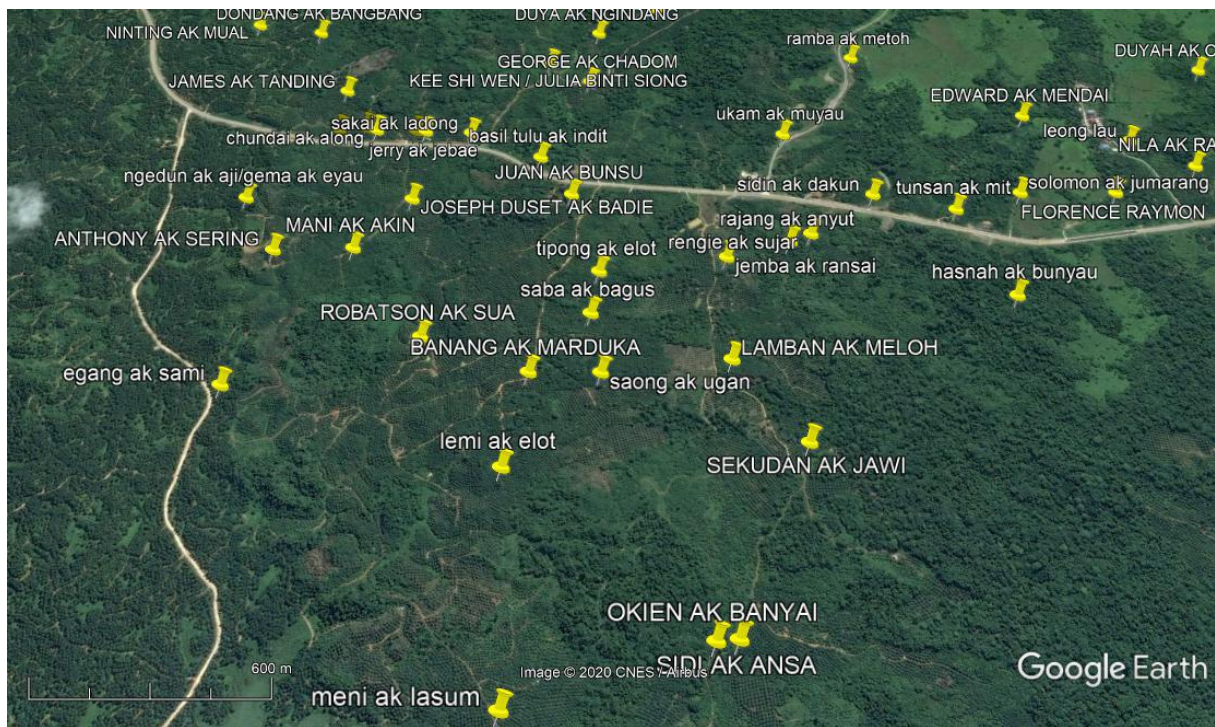 DONDANG AK BANGBANG
DUYA AK NGINDANG
NINTING AK MUAL
ramba ak metoh
GEORGE AK CHADOM
DUYAH AK
JAMES AK TANDING
KEE SHI WEN / JULIA BINTI SIONG
EDWARD AK MENDAI
sakai ak ladong
ukam ak muyau
leong lau
chundai ak along
basil tulu ak indit
NILA AK
jerry ak jebae
JUAN AK BUNSU
ngedun ak aji/gema ak eyau
sidin ak dakun
tunsan ak mit
solomon ak jumarang
JOSEPH DUSET AK BADIE
FLORENCE RAYMON
MANI AK AKIN
rajang ak anyut
ANTHONY AK SERING
tipong ak elot
rengie ak sujar
jemba ak ransai
hasnah ak bunyau
saba ak bagus
ROBATSON AK SUA
BANANG AK MARDUKA
LAMBAN AK MELOH
egang ak sami
saong ak ugan
lemi ak elot
SEKUDAN AK JAWI
OKIEN AK BANYAI
SIDI AK ANSA
600 m
Image © 2020 CNES / Airbus
Google Earth
meni ak lasum